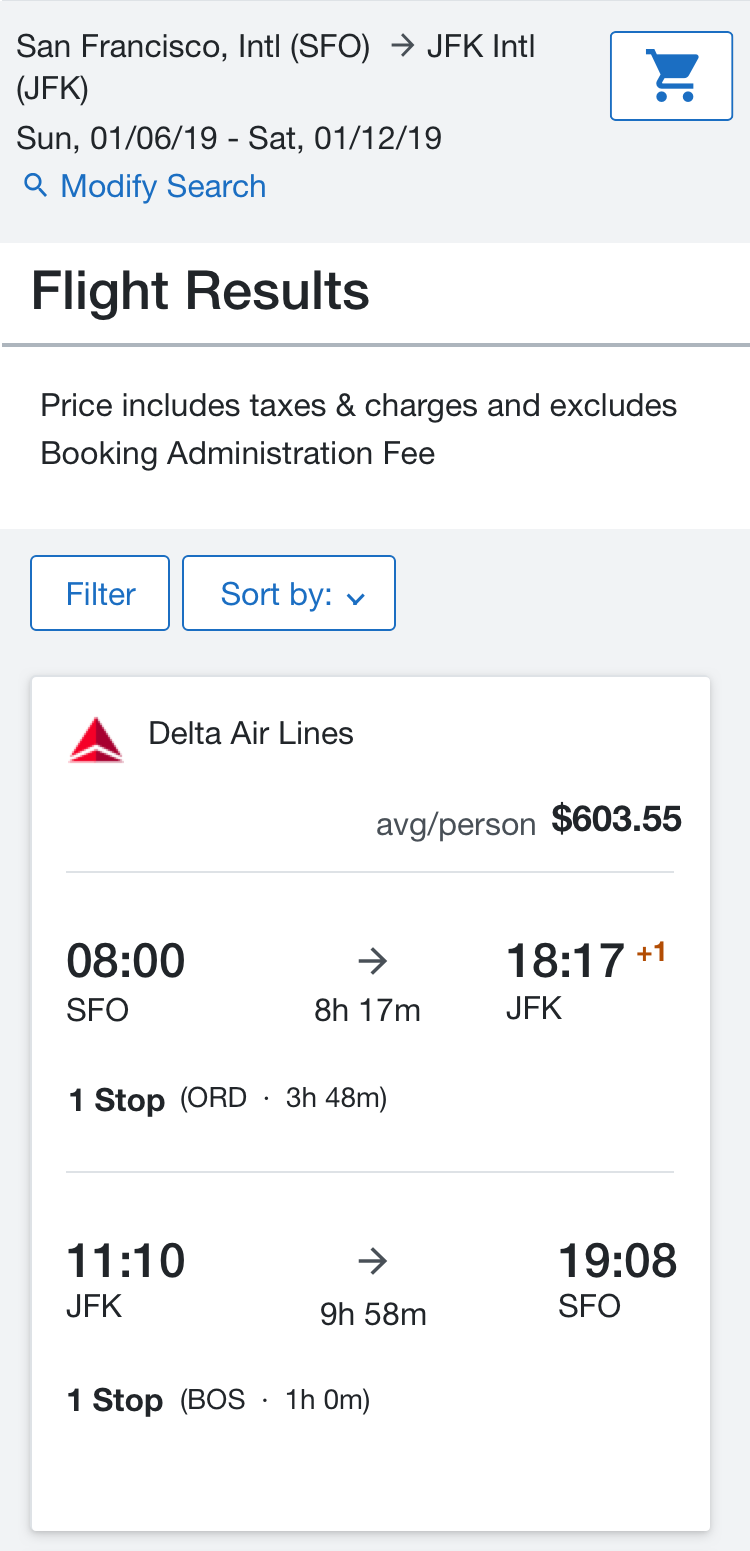 San Francisco, Intl (SFO) → JFK Intl
(JFK)
Sun, 01/06/19 - Sat, 01/12/19
Modify Search
Flight Results
Price includes taxes & charges and excludes
Booking Administration Fee
Filter
Sort by:
Delta Air Lines
avg/person $603.55
08:00 → 18:17 +1
SFO 8h 17m JFK
1 Stop (ORD · 3h 48m)
11:10 → 19:08
JFK 9h 58m SFO
1 Stop (BOS · 1h 0m)